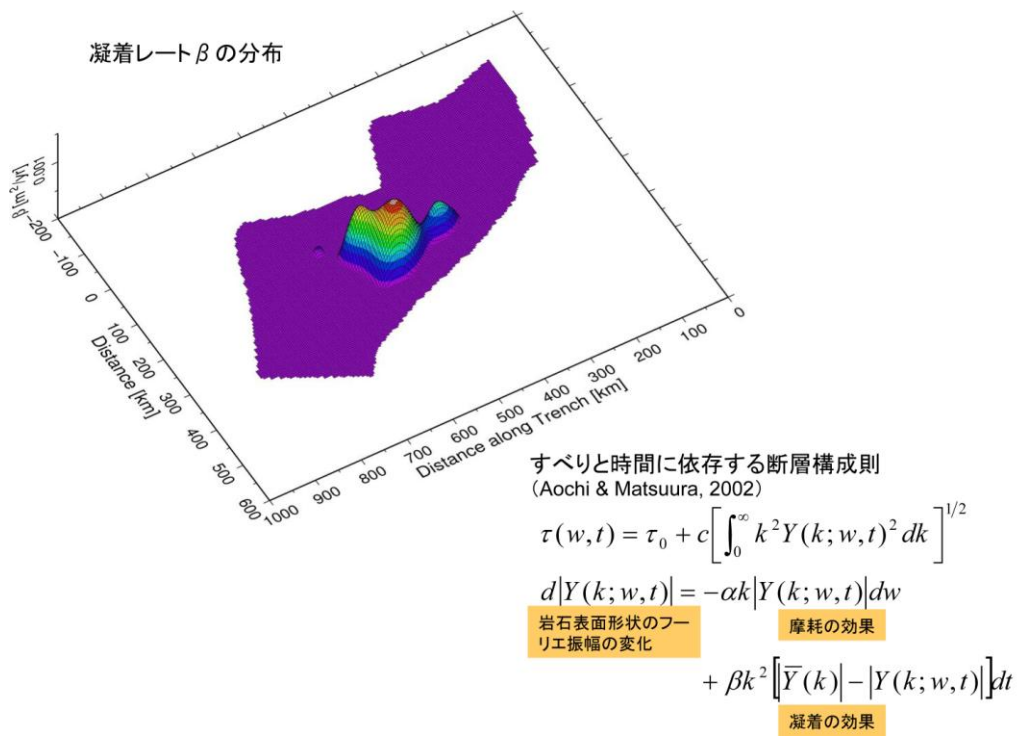 凝着レートβの分布
β [m²/yr]
0.001
-200
-100
0
100
200
300
400
500
600
Distance [km]
1000
900
800
700
600
500
400
300
200
100
0
Distance along Trench [km]
すべりと時間に依存する断層構成則
(Aochi & Matsuura, 2002)
τ(w,t) = τ₀ + c[∫₀^∞ k² Y(k;w,t)² dk]^1/2
d|Y(k;w,t)| = −αk|Y(k;w,t)|dw
岩石表面形状のフー
リエ振幅の変化
摩耗の効果
+ βk²[|Y̅(k)| − |Y(k;w,t)|]dt
凝着の効果